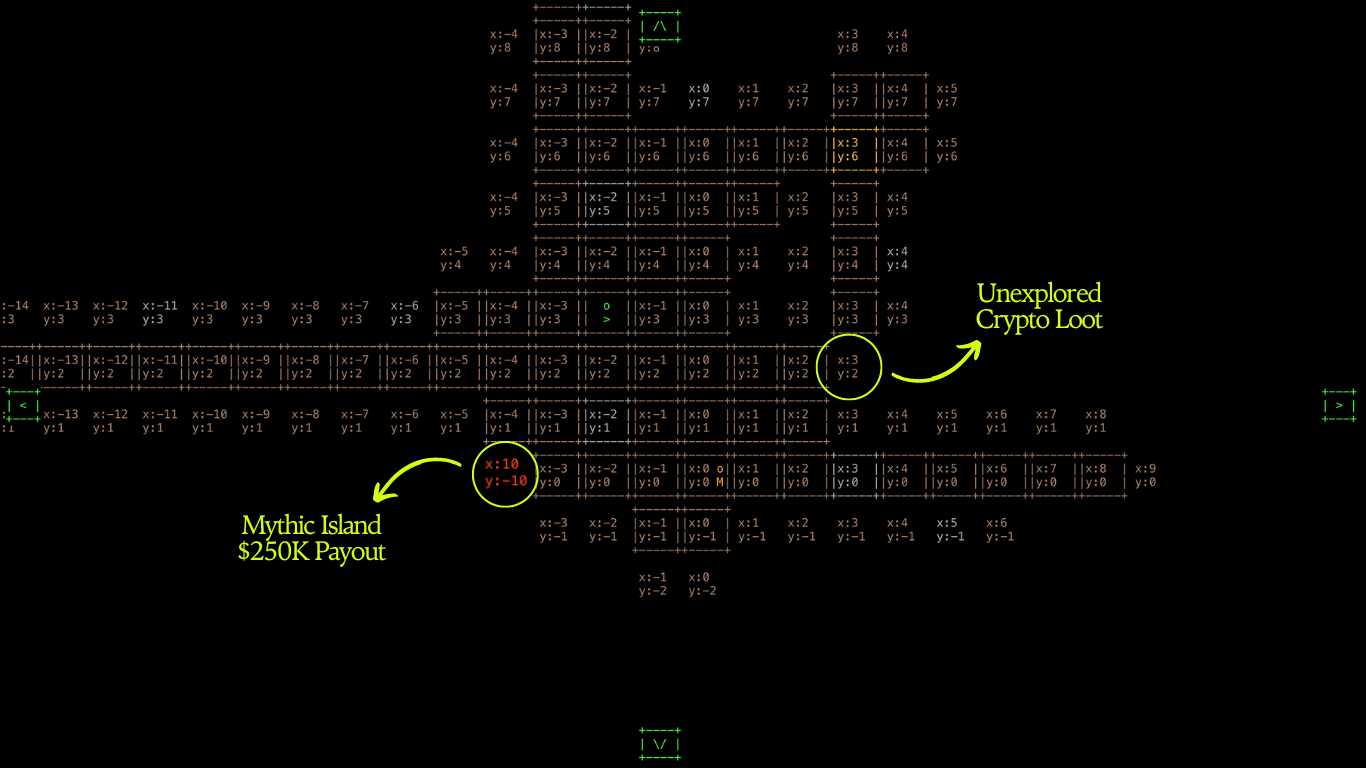 +----+
| /\ |
+----+
x:-4 |x:-3 ||x:-2 | x:3 x:4
y:8 |y:8 ||y:8 | y:8 y:8
x:-4 |x:-3 ||x:-2 |x:-1 x:0 x:1 x:2 |x:3 ||x:4 | x:5
y:7 |y:7 ||y:7 |y:7 y:7 y:7 y:7 |y:7 ||y:7 | y:7
x:-4 |x:-3 ||x:-2 ||x:-1 ||x:0 ||x:1 ||x:2 ||x:3 ||x:4 | x:5
y:6 |y:6 ||y:6 ||y:6 ||y:6 ||y:6 ||y:6 ||y:6 ||y:6 | y:6
x:-4 |x:-3 ||x:-2 ||x:-1 ||x:0 ||x:1 | x:2 |x:3 | x:4
y:5 |y:5 ||y:5 ||y:5 ||y:5 ||y:5 | y:5 |y:5 | y:5
x:-5 x:-4 |x:-3 ||x:-2 ||x:-1 ||x:0 | x:1 x:2 |x:3 | x:4
y:4 y:4 |y:4 ||y:4 ||y:4 ||y:4 | y:4 y:4 |y:4 | y:4
Unexplored
Crypto Loot
:-14 x:-13 x:-12 x:-11 x:-10 x:-9 x:-8 x:-7 x:-6 |x:-5 ||x:-4 ||x:-3 || o ||x:-1 ||x:0 | x:1 x:2 |x:3 | x:4
:3 y:3 y:3 y:3 y:3 y:3 y:3 y:3 y:3 |y:3 ||y:3 ||y:3 || > ||y:3 ||y:3 | y:3 y:3 |y:3 | y:3
:-14||x:-13||x:-12||x:-11||x:-10||x:-9 ||x:-8 ||x:-7 ||x:-6 ||x:-5 ||x:-4 ||x:-3 ||x:-2 ||x:-1 ||x:0 ||x:1 ||x:2 | x:3
:2 ||y:2 ||y:2 ||y:2 ||y:2 ||y:2 ||y:2 ||y:2 ||y:2 ||y:2 ||y:2 ||y:2 ||y:2 ||y:2 ||y:2 ||y:2 ||y:2 | y:2
| < |
| > |
x:-13 x:-12 x:-11 x:-10 x:-9 x:-8 x:-7 x:-6 x:-5 |x:-4 ||x:-3 ||x:-2 ||x:-1 ||x:0 ||x:1 ||x:2 | x:3 x:4 x:5 x:6 x:7 x:8
y:1 y:1 y:1 y:1 y:1 y:1 y:1 y:1 y:1 |y:1 ||y:1 ||y:1 ||y:1 ||y:1 ||y:1 ||y:1 | y:1 y:1 y:1 y:1 y:1 y:1
x:10 |x:-3 ||x:-2 ||x:-1 ||x:0 o||x:1 ||x:2 ||x:3 ||x:4 ||x:5 ||x:6 ||x:7 ||x:8 | x:9
y:-10 |y:0 ||y:0 ||y:0 ||y:0 M||y:0 ||y:0 ||y:0 ||y:0 ||y:0 ||y:0 ||y:0 ||y:0 | y:0
Mythic Island
$250K Payout
x:-3 x:-2 |x:-1 ||x:0 | x:1 x:2 x:3 x:4 x:5 x:6
y:-1 y:-1 |y:-1 ||y:-1 | y:-1 y:-1 y:-1 y:-1 y:-1 y:-1
x:-1 x:0
y:-2 y:-2
+----+
| \/ |
+----+